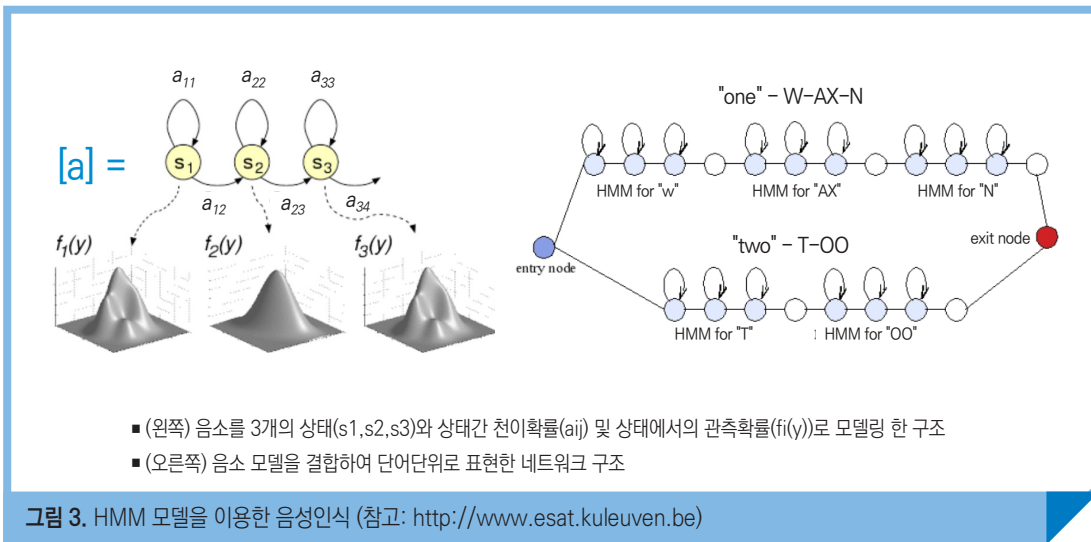 a11 a22 a33
[a] =
s1 s2 s3
a12 a23 a34
f1(y) f2(y) f3(y)
"one" – W–AX–N
HMM for "w" HMM for "AX" HMM for "N"
entry node
exit node
"two" – T–OO
HMM for "T" HMM for "OO"
■ (왼쪽) 음소를 3개의 상태(s1,s2,s3)와 상태간 천이확률(aij) 및 상태에서의 관측확률(fi(y))로 모델링 한 구조
■ (오른쪽) 음소 모델을 결합하여 단어단위로 표현한 네트워크 구조
그림 3. HMM 모델을 이용한 음성인식 (참고: http://www.esat.kuleuven.be)